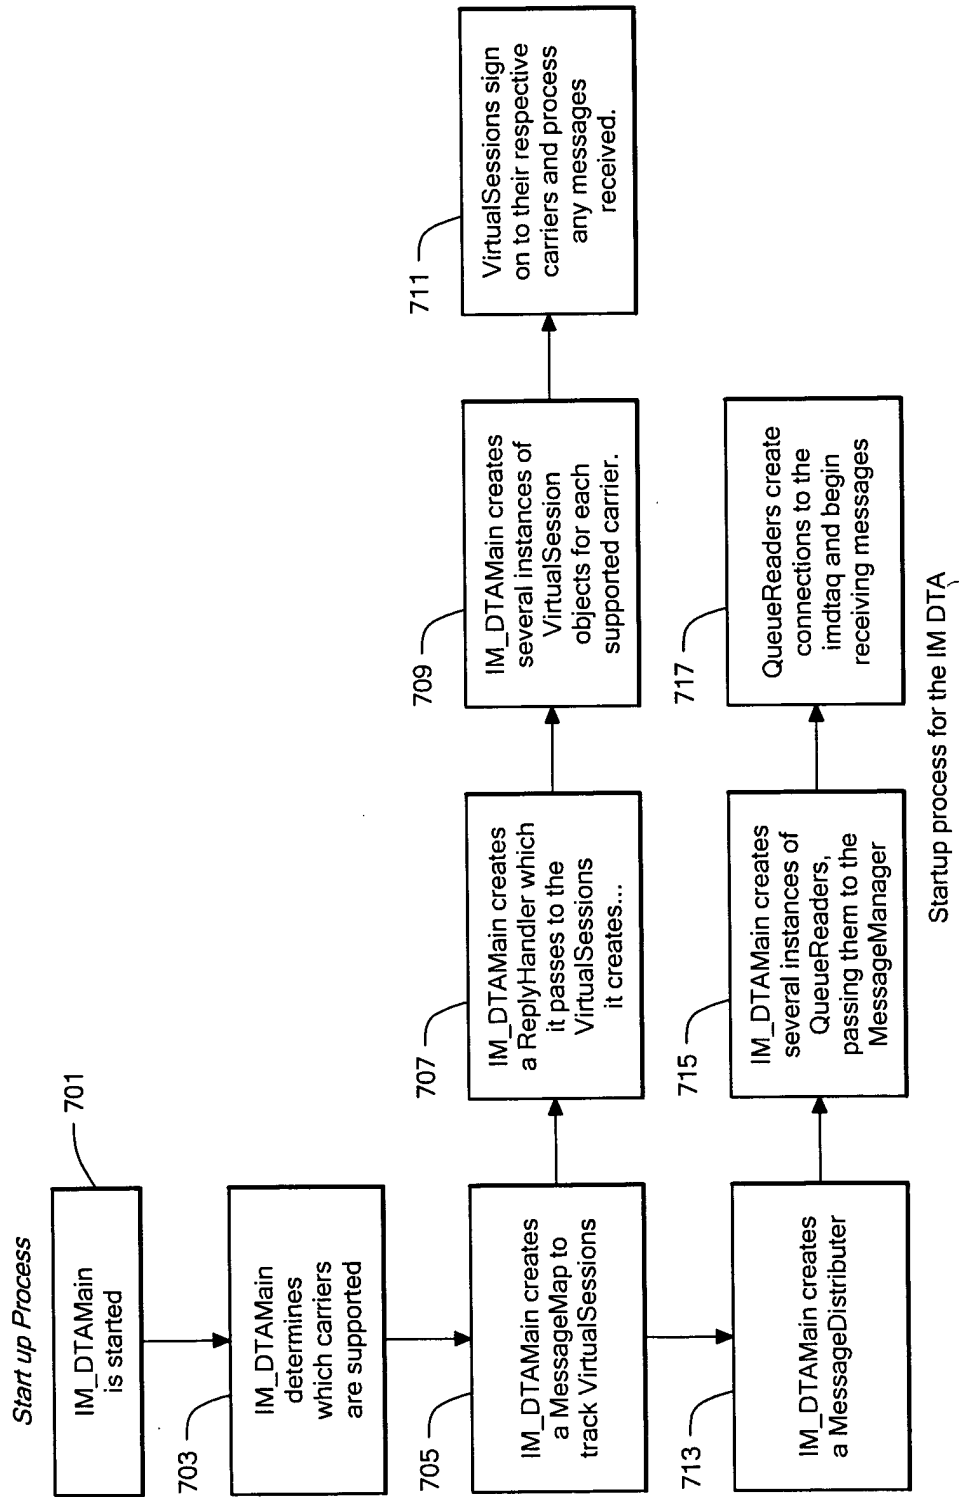 Start up Process
701
IM_DTAMain
is started
703
IM_DTAMain
determines
which carriers
are supported
705
IM_DTAMain creates
a MessageMap to
track VirtualSessions
707
IM_DTAMain creates
a ReplyHandler which
it passes to the
VirtualSessions
it creates...
709
IM_DTAMain creates
several instances of
VirtualSession
objects for each
supported carrier.
711
VirtualSessions sign
on to their respective
carriers and process
any messages
received.
713
IM_DTAMain creates
a MessageDistributer
715
IM_DTAMain creates
several instances of
QueueReaders,
passing them to the
MessageManager
717
QueueReaders create
connections to the
imdtaq and begin
receiving messages
Startup process for the IM DTA